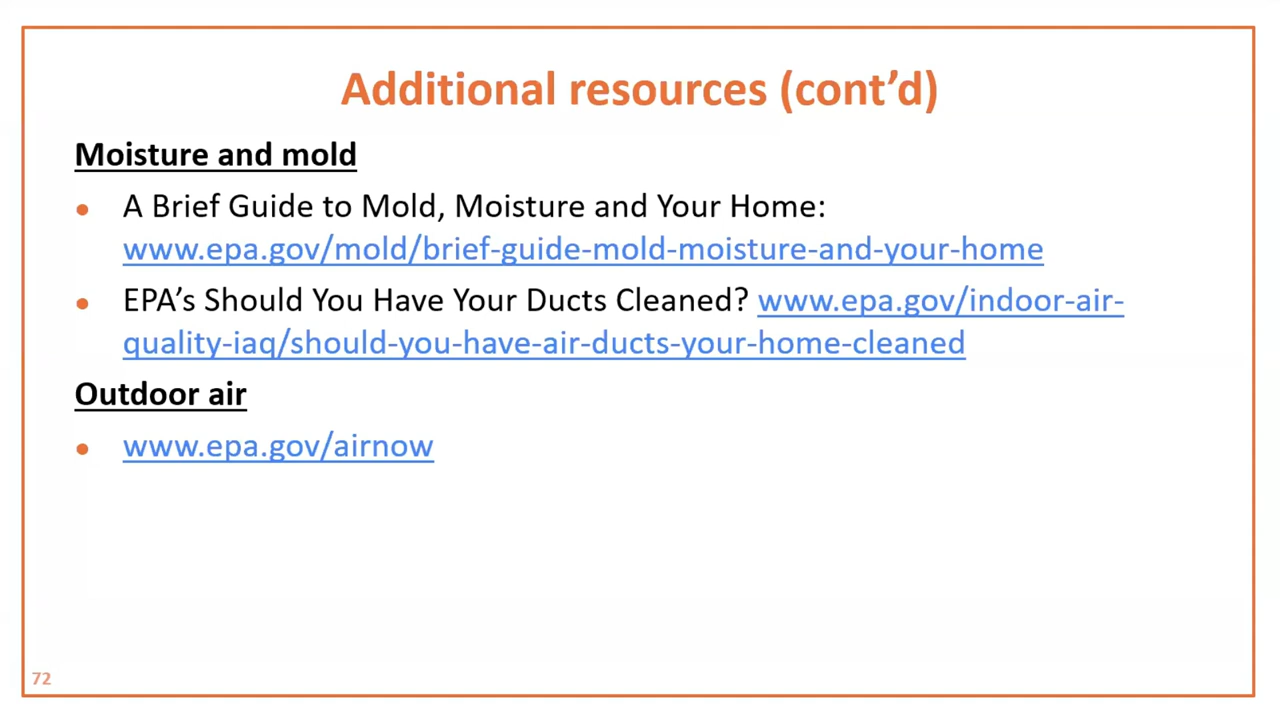 Additional resources (cont’d)
Moisture and mold
• A Brief Guide to Mold, Moisture and Your Home:
www.epa.gov/mold/brief-guide-mold-moisture-and-your-home
• EPA’s Should You Have Your Ducts Cleaned? www.epa.gov/indoor-air-
quality-iaq/should-you-have-air-ducts-your-home-cleaned
Outdoor air
• www.epa.gov/airnow
72